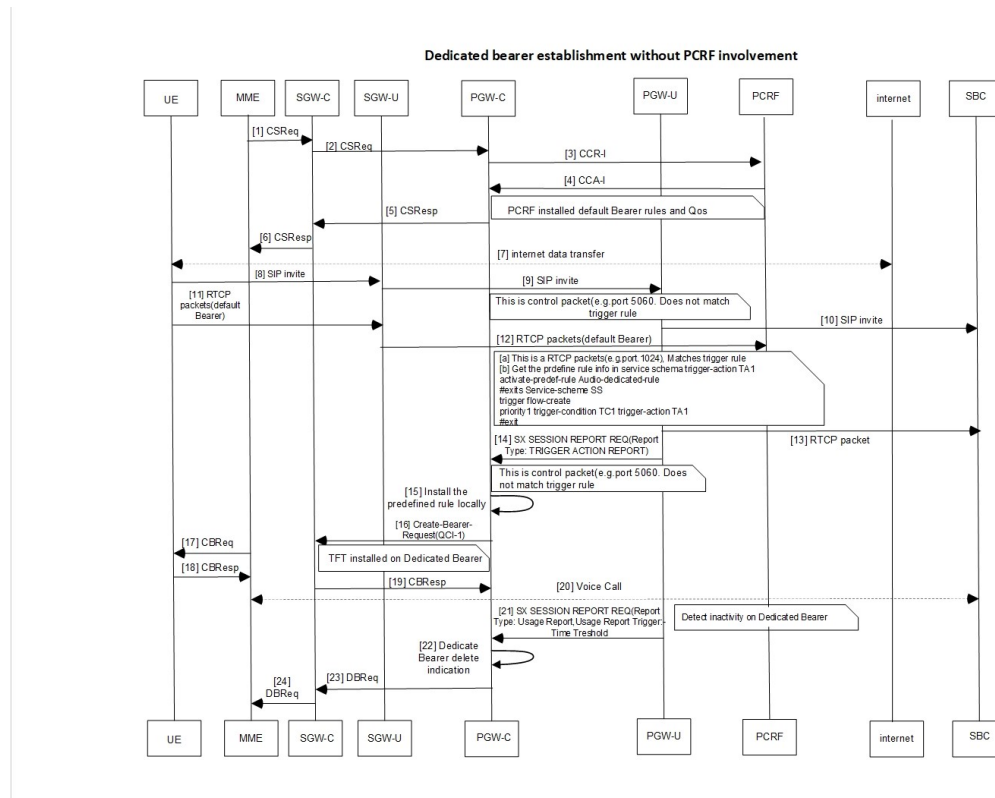 Dedicated bearer establishment without PCRF involvement
UE
MME
SGW-C
SGW-U
PGW-C
PGW-U
PCRF
internet
SBC
[1] CSReq
[2] CSReq
[3] CCR-I
[4] CCA-I
PCRF installed default Bearer rules and Qos
[5] CSResp
[6] CSResp
[7] internet data transfer
[8] SIP invite
[9] SIP invite
[11] RTCP
packets(default
Bearer)
This is control packet(e.g.port 5060. Does not match
trigger rule
[10] SIP invite
[12] RTCP packets(default Bearer)
[a] This is a RTCP packets(e.g.port.1024), Matches trigger rule
[b] Get the prdefine rule info in service schema trigger-action TA1
activate-predef-rule Audio-dedicated-rule
#exits Service-scheme SS
trigger flow-create
priority1 trigger-condition TC1 trigger-action TA1
#exit
[13] RTCP packet
[14] SX SESSION REPORT REQ(Report
Type: TRIGGER ACTION REPORT)
This is control packet(e.g.port 5060. Does
not match trigger rule
[15] Install the
predefined rule locally
[16] Create-Bearer-
Request(QCI-1)
[17] CBReq
TFT installed on Dedicated Bearer
[18] CBResp
[19] CBResp
[20] Voice Call
[21] SX SESSION REPORT REQ(Report
Type: Usage Report,Usage Report Trigger:-
Time Treshold
Detect inactivity on Dedicated Bearer
[22] Dedicate
Bearer delete
indication
[23] DBReq
[24]
DBReq
UE
MME
SGW-C
SGW-U
PGW-C
PGW-U
PCRF
internet
SBC